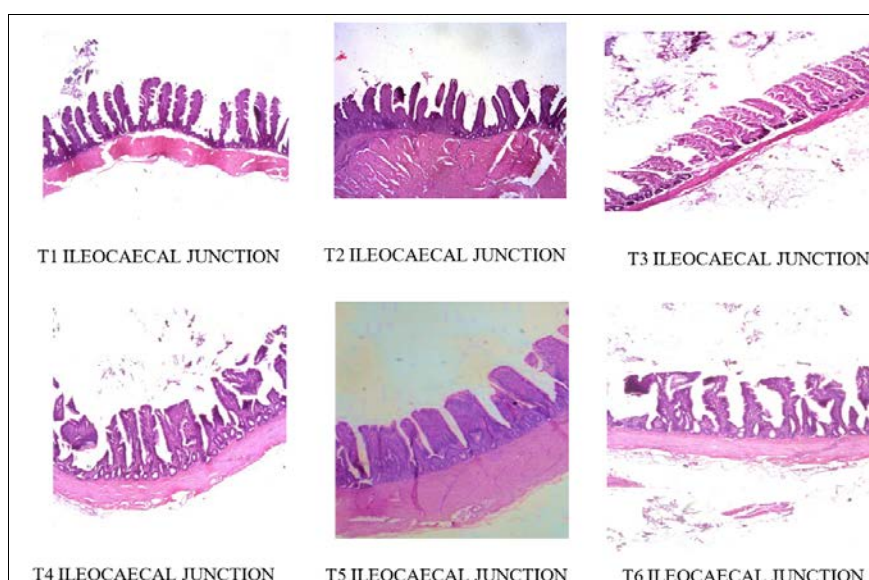 T1 ILEOCAECAL JUNCTION
T2 ILEOCAECAL JUNCTION
T3 ILEOCAECAL JUNCTION
T4 ILEOCAECAL JUNCTION
T5 ILEOCAECAL JUNCTION
T6 ILEOCAECAL JUNCTION